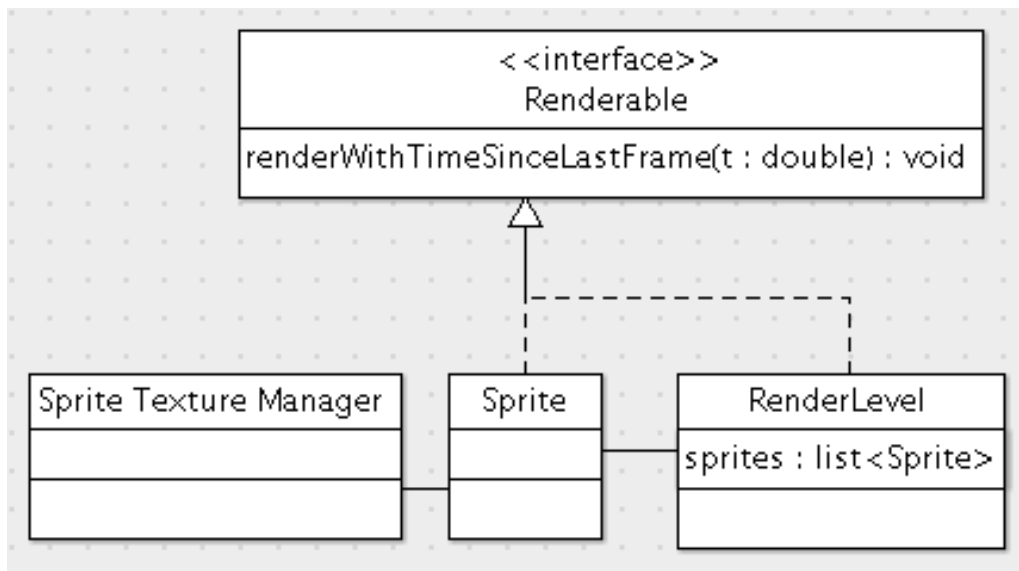 < <interface>>
Renderable
renderWithTimeSinceLastFrame(t : double) : void
Sprite Texture Manager
Sprite
RenderLevel
sprites : list<Sprite>